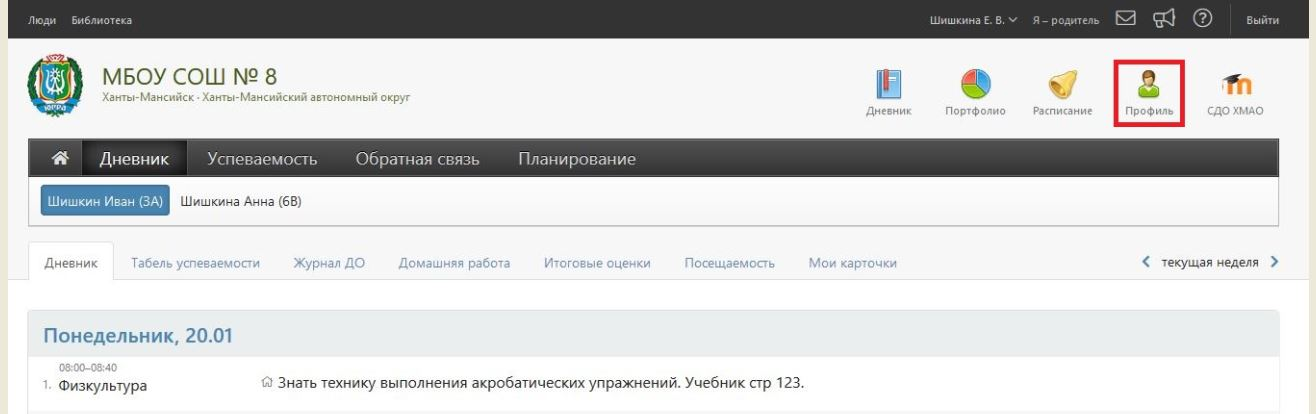 Люди Библиотека Шишкина Е. В. Я – родитель Выйти
МБОУ СОШ № 8
Ханты-Мансийск · Ханты-Мансийский автономный округ
ЮГРА
Дневник Портфолио Расписание Профиль СДО ХМАО
Дневник Успеваемость Обратная связь Планирование
Шишкин Иван (3А) Шишкина Анна (6В)
Дневник Табель успеваемости Журнал ДО Домашняя работа Итоговые оценки Посещаемость Мои карточки текущая неделя
Понедельник, 20.01
08:00–08:40
1. Физкультура Знать технику выполнения акробатических упражнений. Учебник стр 123.